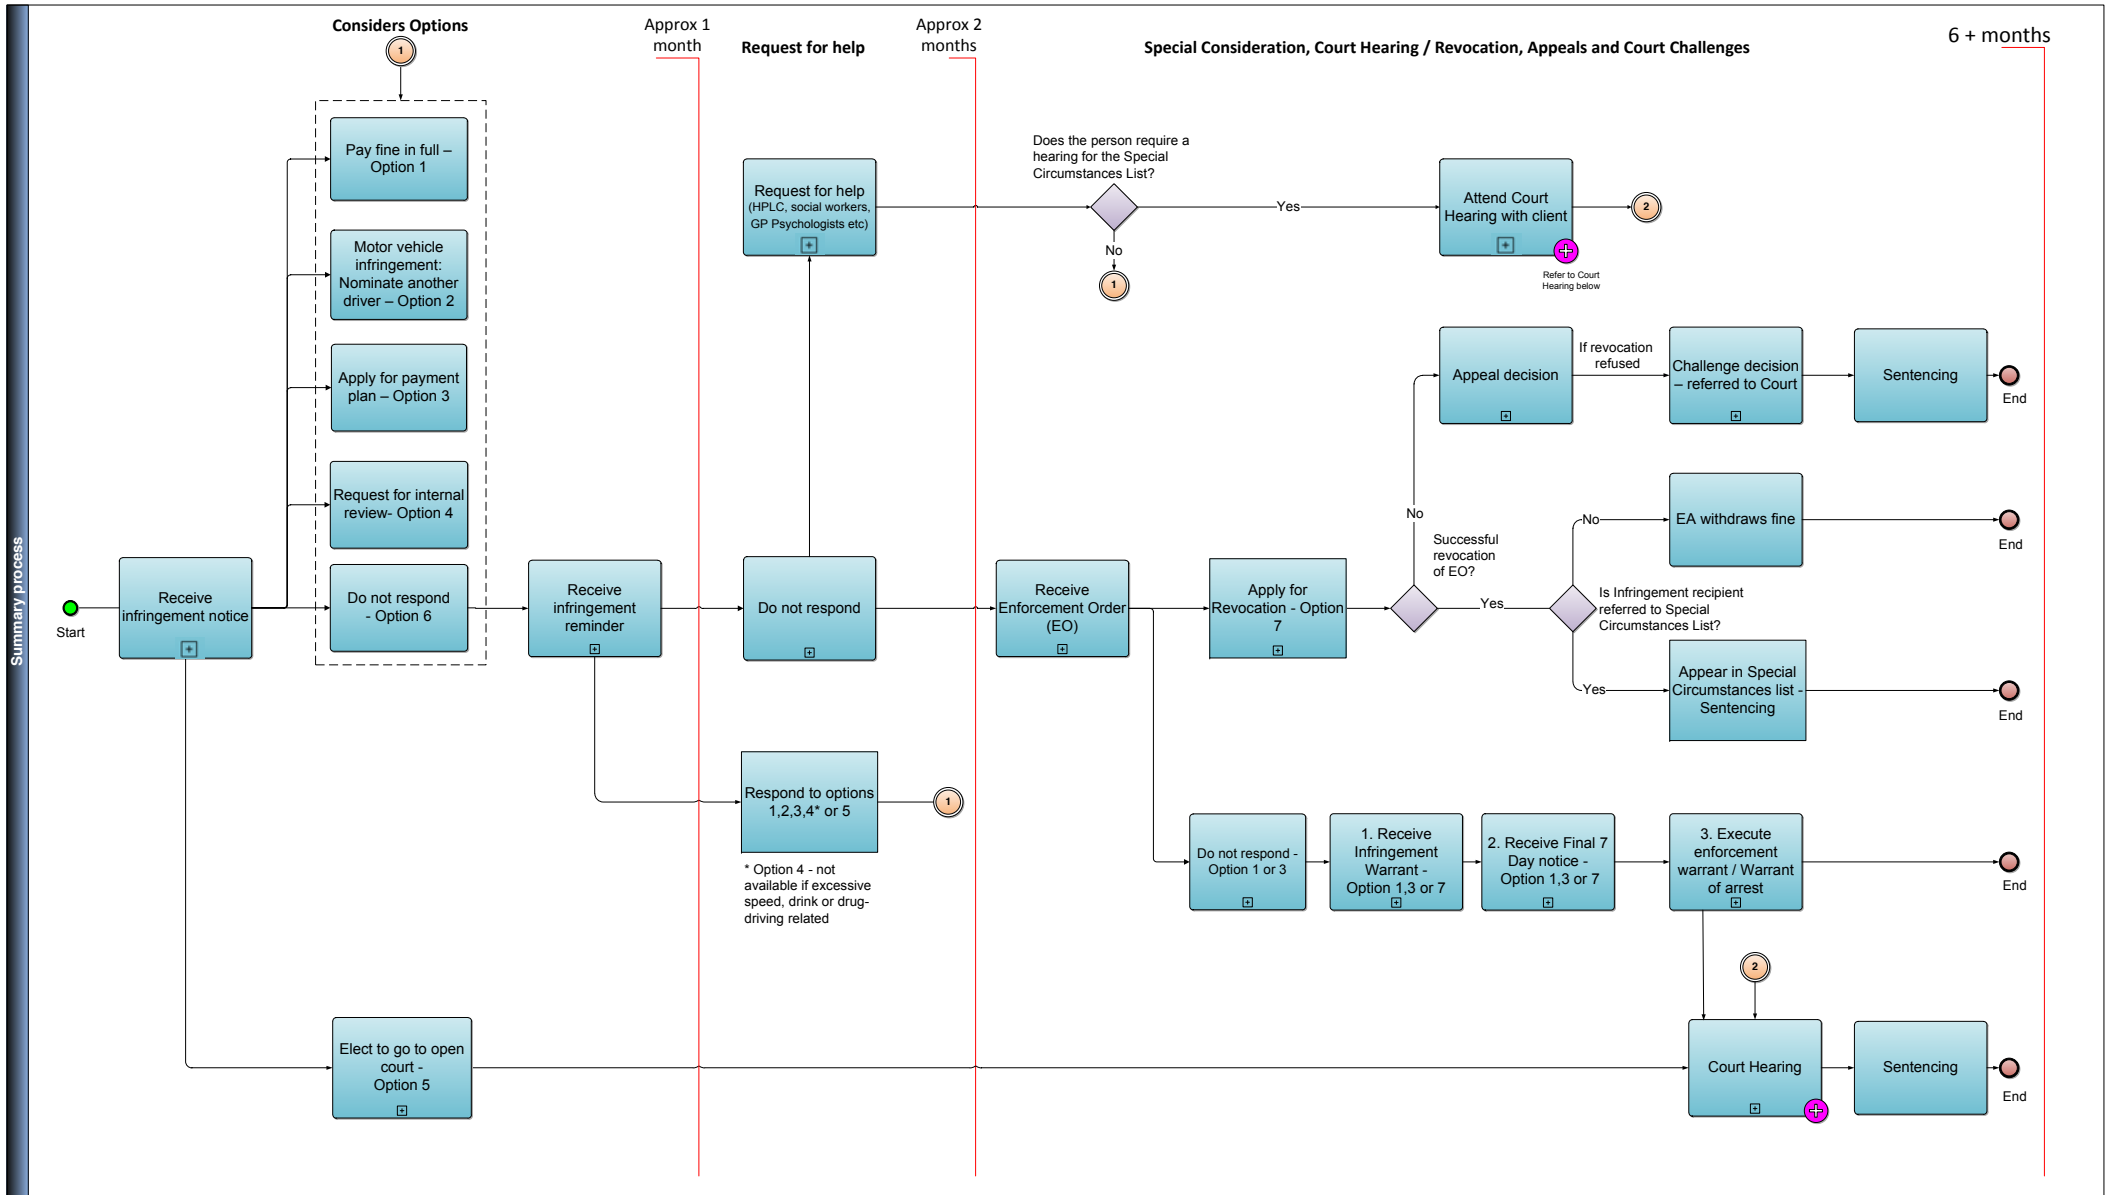 Considers Options
Approx 1
month
Request for help
Approx 2
months
Special Consideration, Court Hearing / Revocation, Appeals and Court Challenges
6 + months
Summary process
1
Pay fine in full –
Option 1
Motor vehicle
infringement:
Nominate another
driver – Option 2
Apply for payment
plan – Option 3
Request for internal
review- Option 4
Do not respond
- Option 6
Start
Receive
infringement notice
Receive
infringement
reminder
Request for help
(HPLC, social workers,
GP Psychologists etc)
Do not respond
Respond to options
1,2,3,4* or 5
1
* Option 4 - not
available if excessive
speed, drink or drug-
driving related
Does the person require a
hearing for the Special
Circumstances List?
Yes
No
1
Attend Court
Hearing with client
2
Refer to Court
Hearing below
Receive
Enforcement Order
(EO)
Apply for
Revocation - Option
7
Successful
revocation
of EO?
No
Yes
Appeal decision
If revocation
refused
Challenge decision
– referred to Court
Sentencing
End
Is Infringement recipient
referred to Special
Circumstances List?
No
EA withdraws fine
End
Yes
Appear in Special
Circumstances list -
Sentencing
End
Do not respond -
Option 1 or 3
1. Receive
Infringement
Warrant -
Option 1,3 or 7
2. Receive Final 7
Day notice -
Option 1,3 or 7
3. Execute
enforcement
warrant / Warrant
of arrest
End
2
Elect to go to open
court -
Option 5
Court Hearing
Sentencing
End